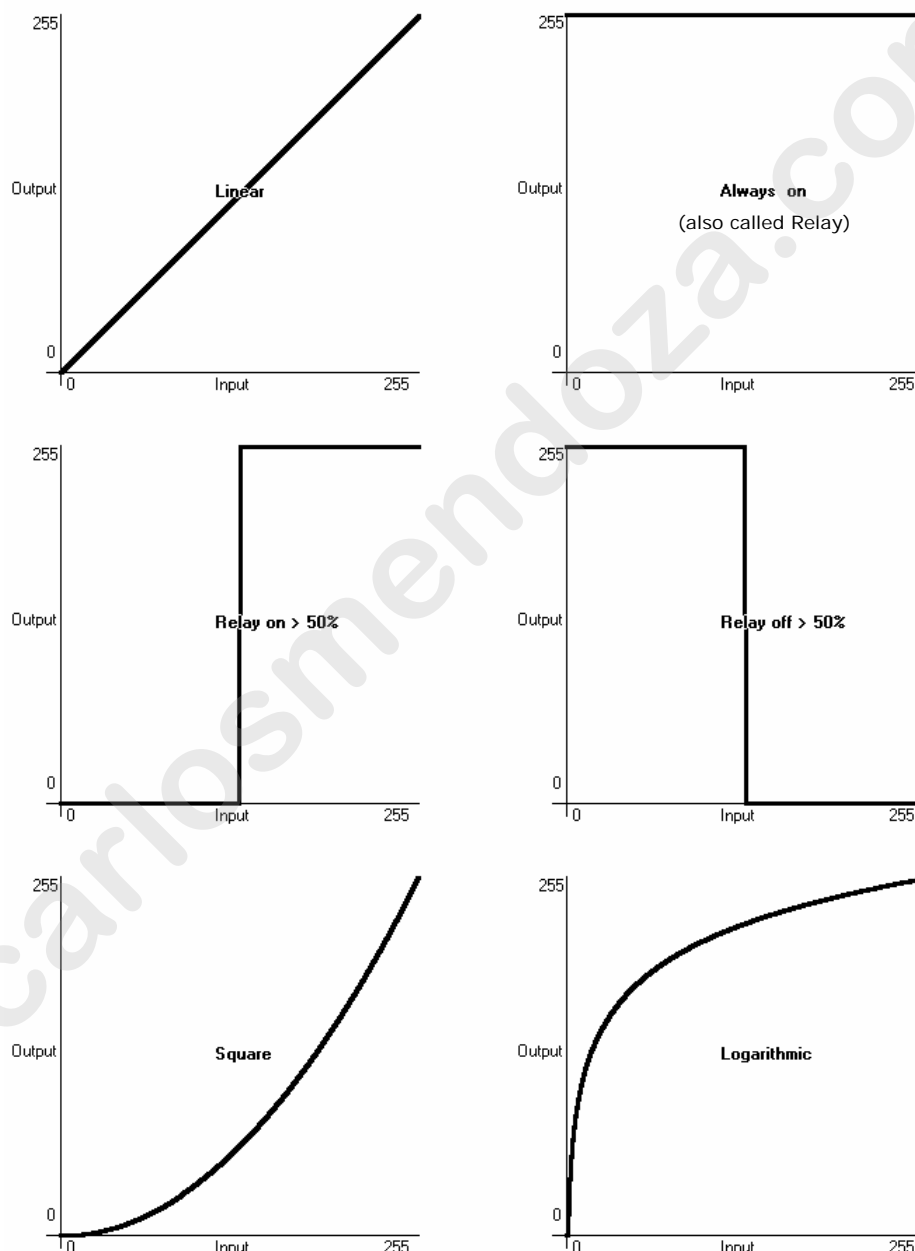 255
Output
Linear
0
0 Input 255
255
Output
Always on
(also called Relay)
0
0 Input 255
255
Output
Relay on > 50%
0
0 Input 255
255
Output
Relay off > 50%
0
0 Input 255
255
Output
Square
0
0 Input 255
255
Output
Logarithmic
0
0 Input 255
carlosmendoza.com